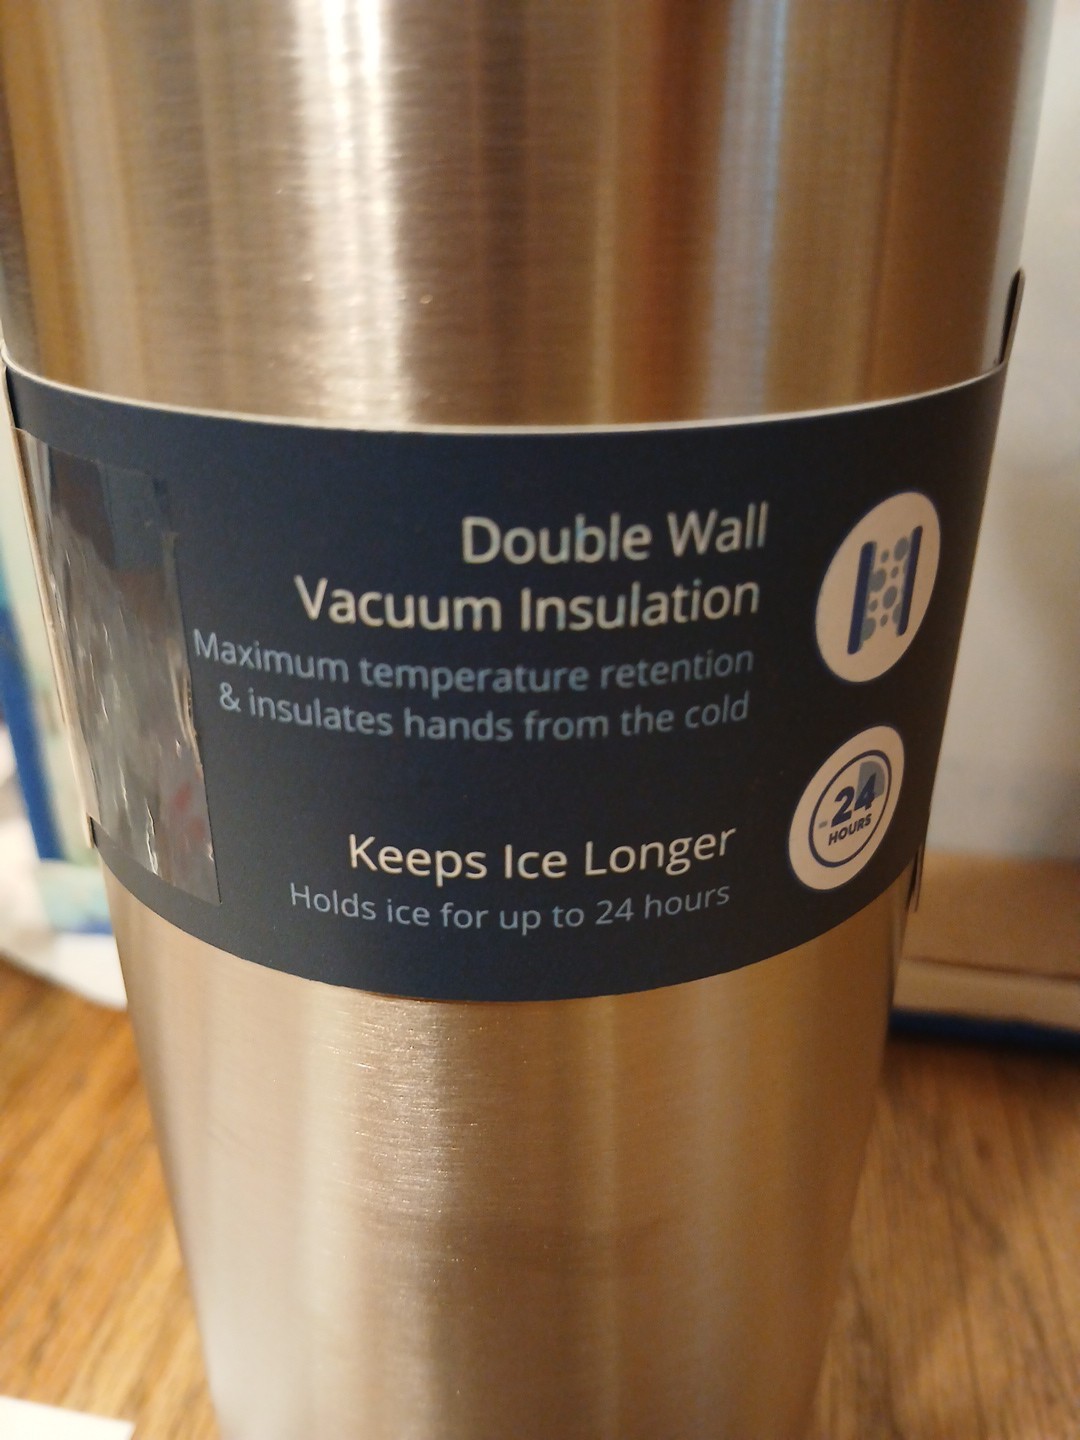 Double Wall
Vacuum Insulation
Maximum temperature retention
& insulates hands from the cold
Keeps Ice Longer
Holds ice for up to 24 hours
24
HOURS